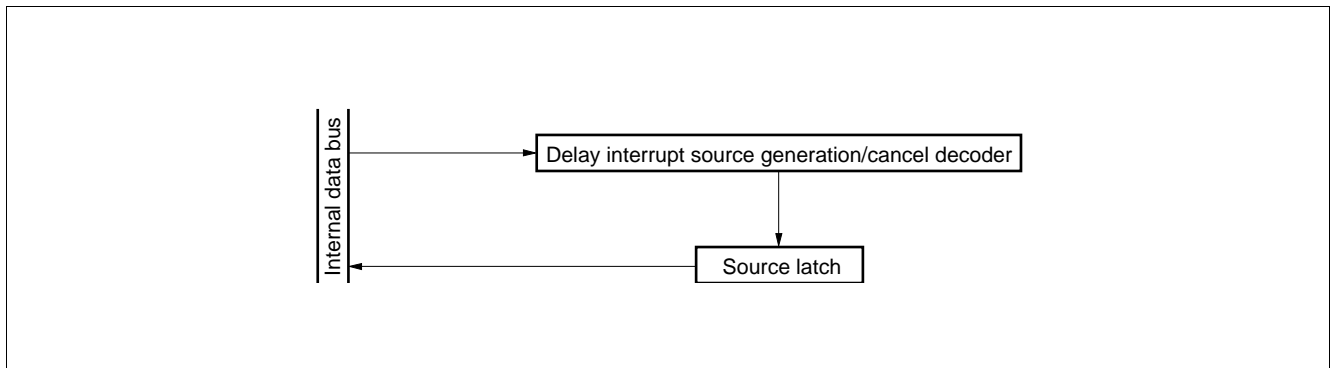 Internal data bus
Delay interrupt source generation/cancel decoder
Source latch